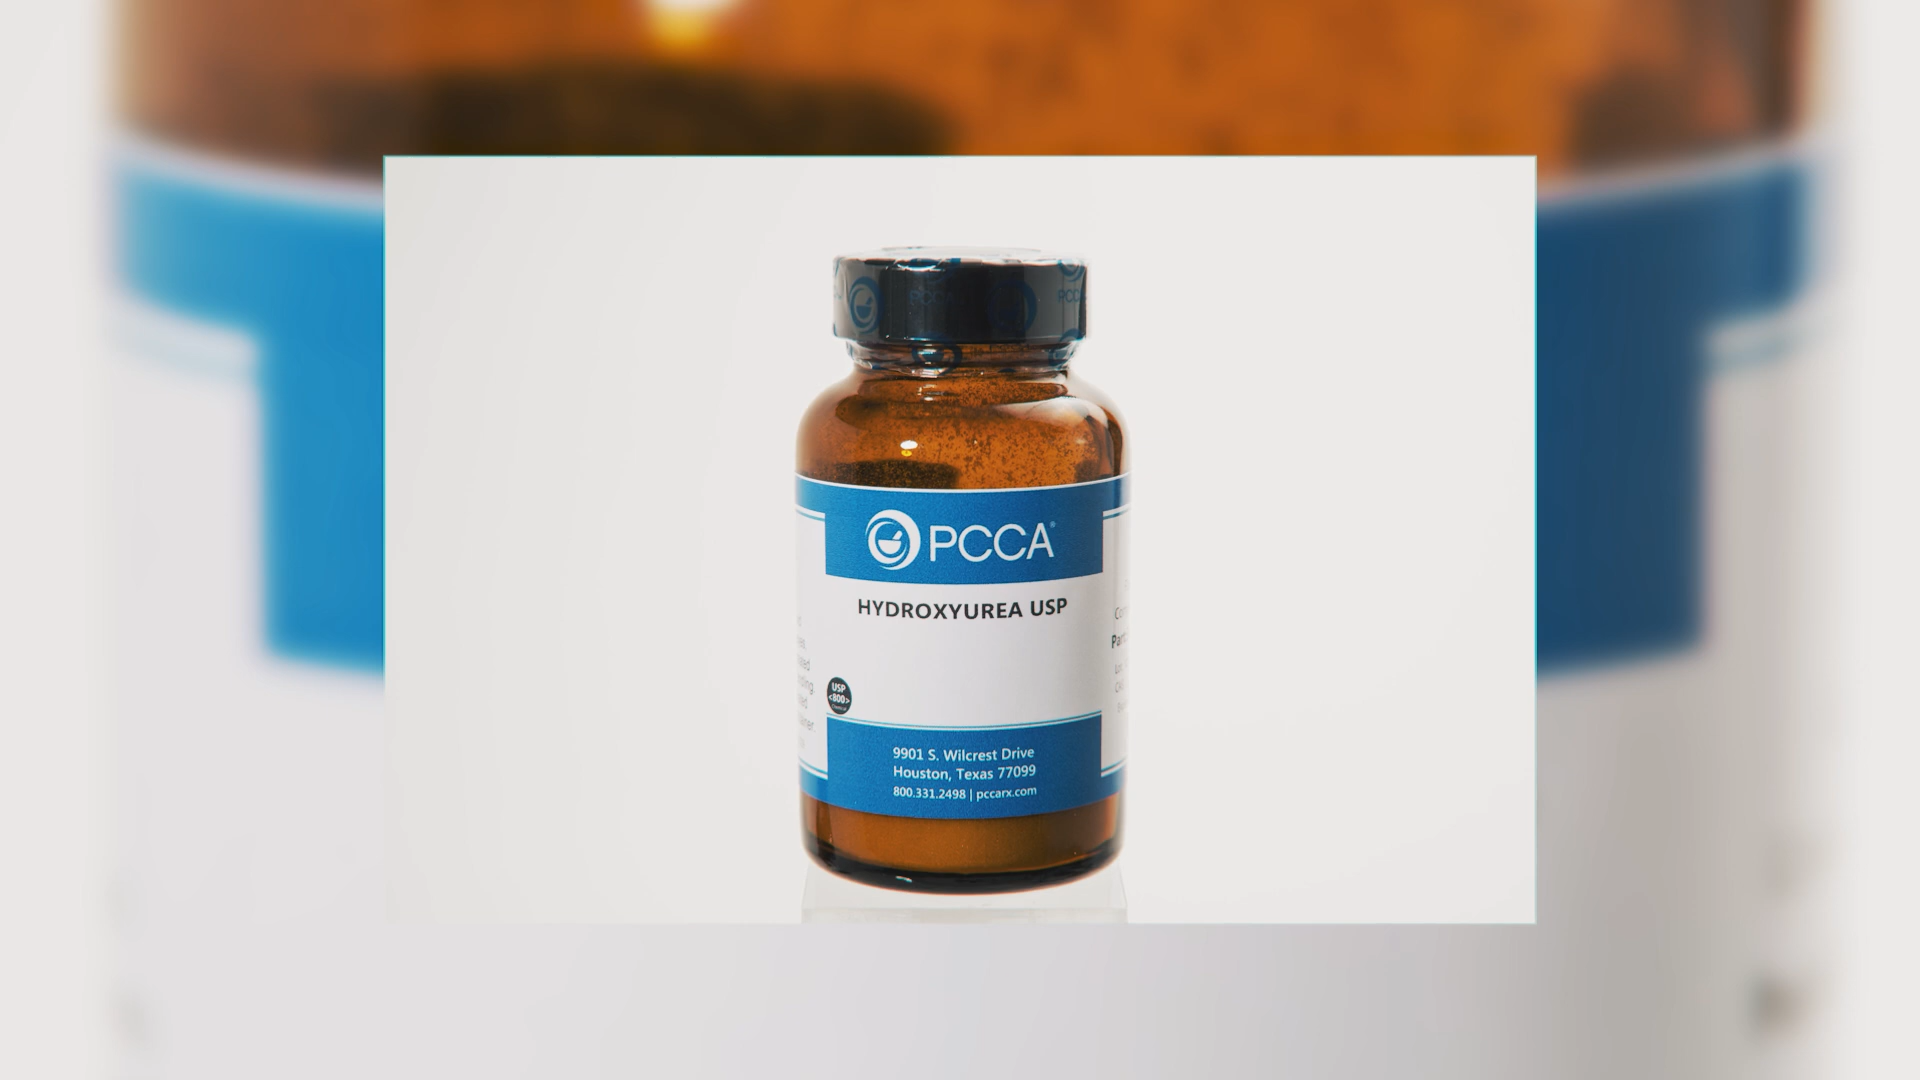 PCCA®
HYDROXYUREA USP
USP
<800>
9901 S. Wilcrest Drive
Houston, Texas 77099
800.331.2498 | pccarx.com